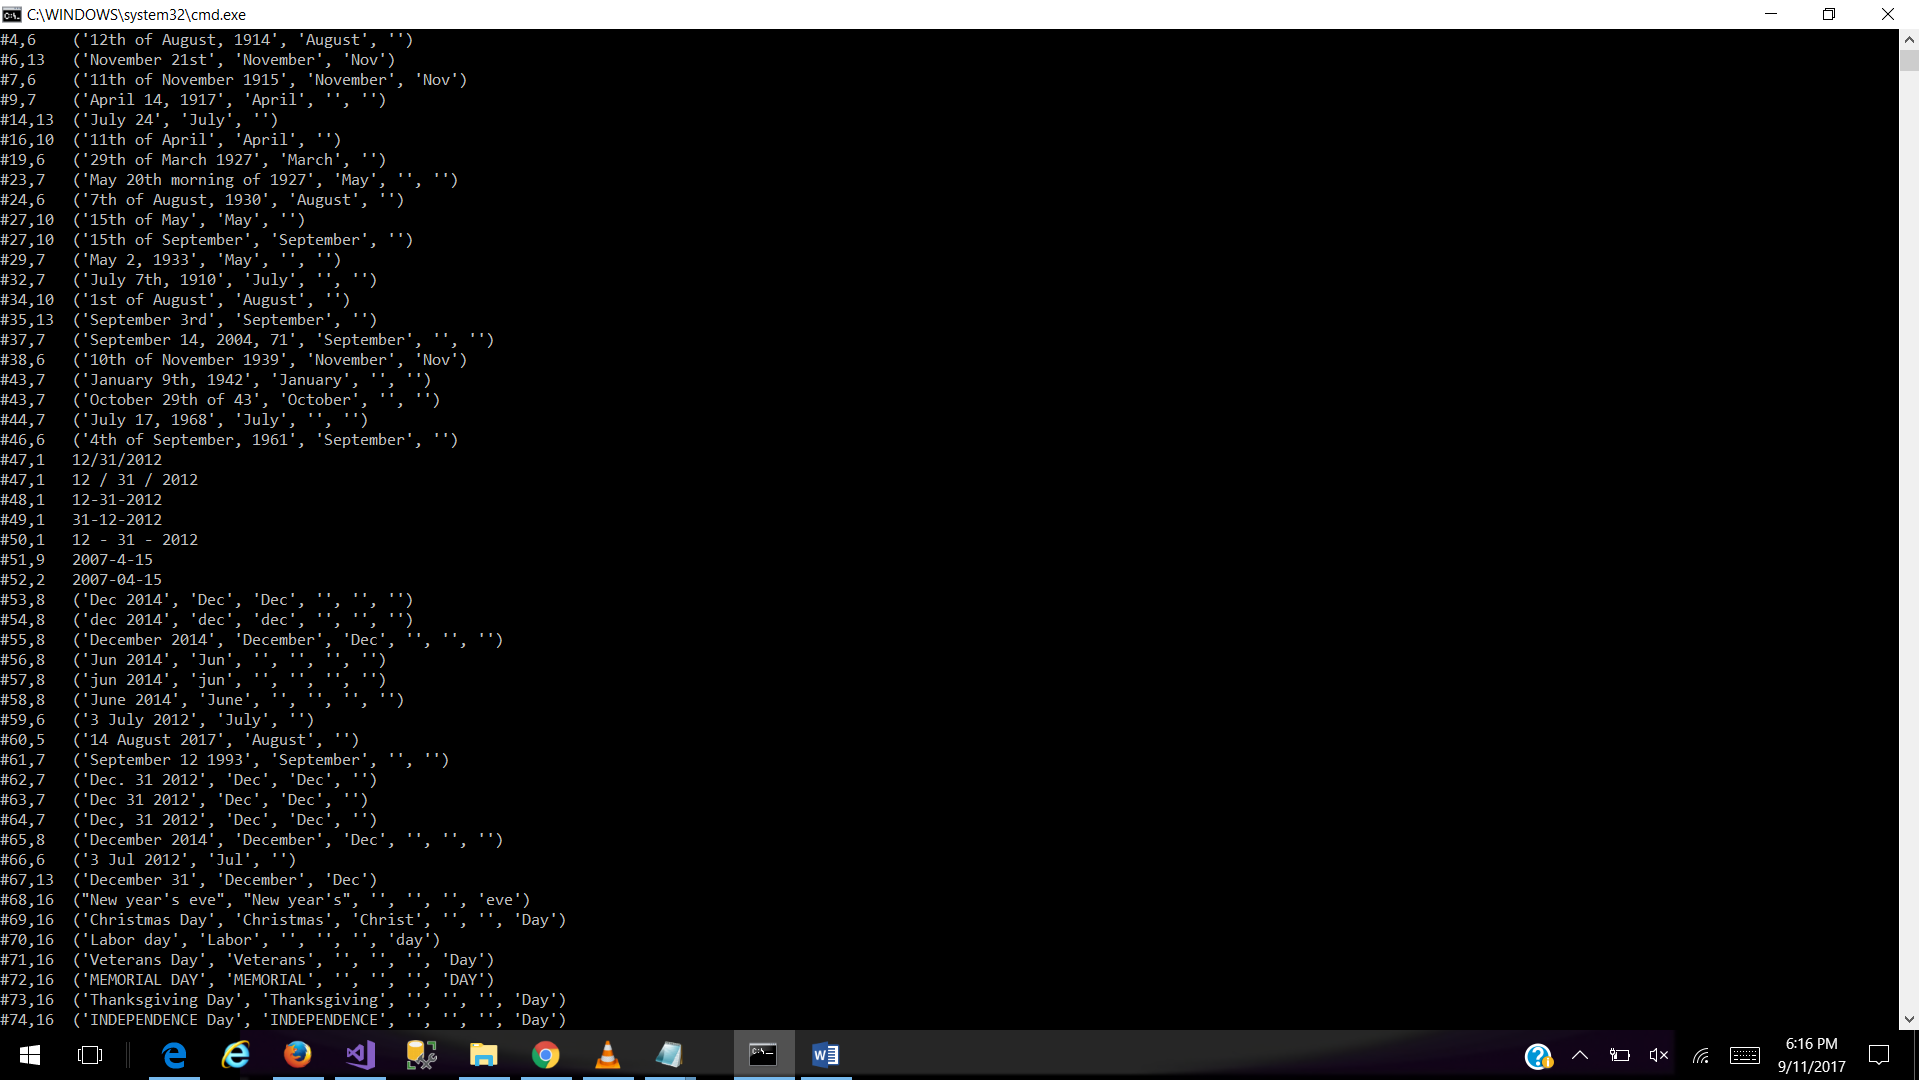 C:\WINDOWS\system32\cmd.exe
#4,6 ('12th of August, 1914', 'August', '')
#6,13 ('November 21st', 'November', 'Nov')
#7,6 ('11th of November 1915', 'November', 'Nov')
#9,7 ('April 14, 1917', 'April', '', '')
#14,13 ('July 24', 'July', '')
#16,10 ('11th of April', 'April', '')
#19,6 ('29th of March 1927', 'March', '')
#23,7 ('May 20th morning of 1927', 'May', '', '')
#24,6 ('7th of August, 1930', 'August', '')
#27,10 ('15th of May', 'May', '')
#27,10 ('15th of September', 'September', '')
#29,7 ('May 2, 1933', 'May', '', '')
#32,7 ('July 7th, 1910', 'July', '', '')
#34,10 ('1st of August', 'August', '')
#35,13 ('September 3rd', 'September', '')
#37,7 ('September 14, 2004, 71', 'September', '', '')
#38,6 ('10th of November 1939', 'November', 'Nov')
#43,7 ('January 9th, 1942', 'January', '', '')
#43,7 ('October 29th of 43', 'October', '', '')
#44,7 ('July 17, 1968', 'July', '', '')
#46,6 ('4th of September, 1961', 'September', '')
#47,1 12/31/2012
#47,1 12 / 31 / 2012
#48,1 12-31-2012
#49,1 31-12-2012
#50,1 12 - 31 - 2012
#51,9 2007-4-15
#52,2 2007-04-15
#53,8 ('Dec 2014', 'Dec', 'Dec', '', '', '')
#54,8 ('dec 2014', 'dec', 'dec', '', '', '')
#55,8 ('December 2014', 'December', 'Dec', '', '', '')
#56,8 ('Jun 2014', 'Jun', '', '', '', '')
#57,8 ('jun 2014', 'jun', '', '', '', '')
#58,8 ('June 2014', 'June', '', '', '', '')
#59,6 ('3 July 2012', 'July', '')
#60,5 ('14 August 2017', 'August', '')
#61,7 ('September 12 1993', 'September', '', '')
#62,7 ('Dec. 31 2012', 'Dec', 'Dec', '')
#63,7 ('Dec 31 2012', 'Dec', 'Dec', '')
#64,7 ('Dec, 31 2012', 'Dec', 'Dec', '')
#65,8 ('December 2014', 'December', 'Dec', '', '', '')
#66,6 ('3 Jul 2012', 'Jul', '')
#67,13 ('December 31', 'December', 'Dec')
#68,16 ("New year's eve", "New year's", '', '', '', 'eve')
#69,16 ('Christmas Day', 'Christmas', 'Christ', '', '', 'Day')
#70,16 ('Labor day', 'Labor', '', '', '', 'day')
#71,16 ('Veterans Day', 'Veterans', '', '', '', 'Day')
#72,16 ('MEMORIAL DAY', 'MEMORIAL', '', '', '', 'DAY')
#73,16 ('Thanksgiving Day', 'Thanksgiving', '', '', '', 'Day')
#74,16 ('INDEPENDENCE Day', 'INDEPENDENCE', '', '', '', 'Day')
6:16 PM
9/11/2017